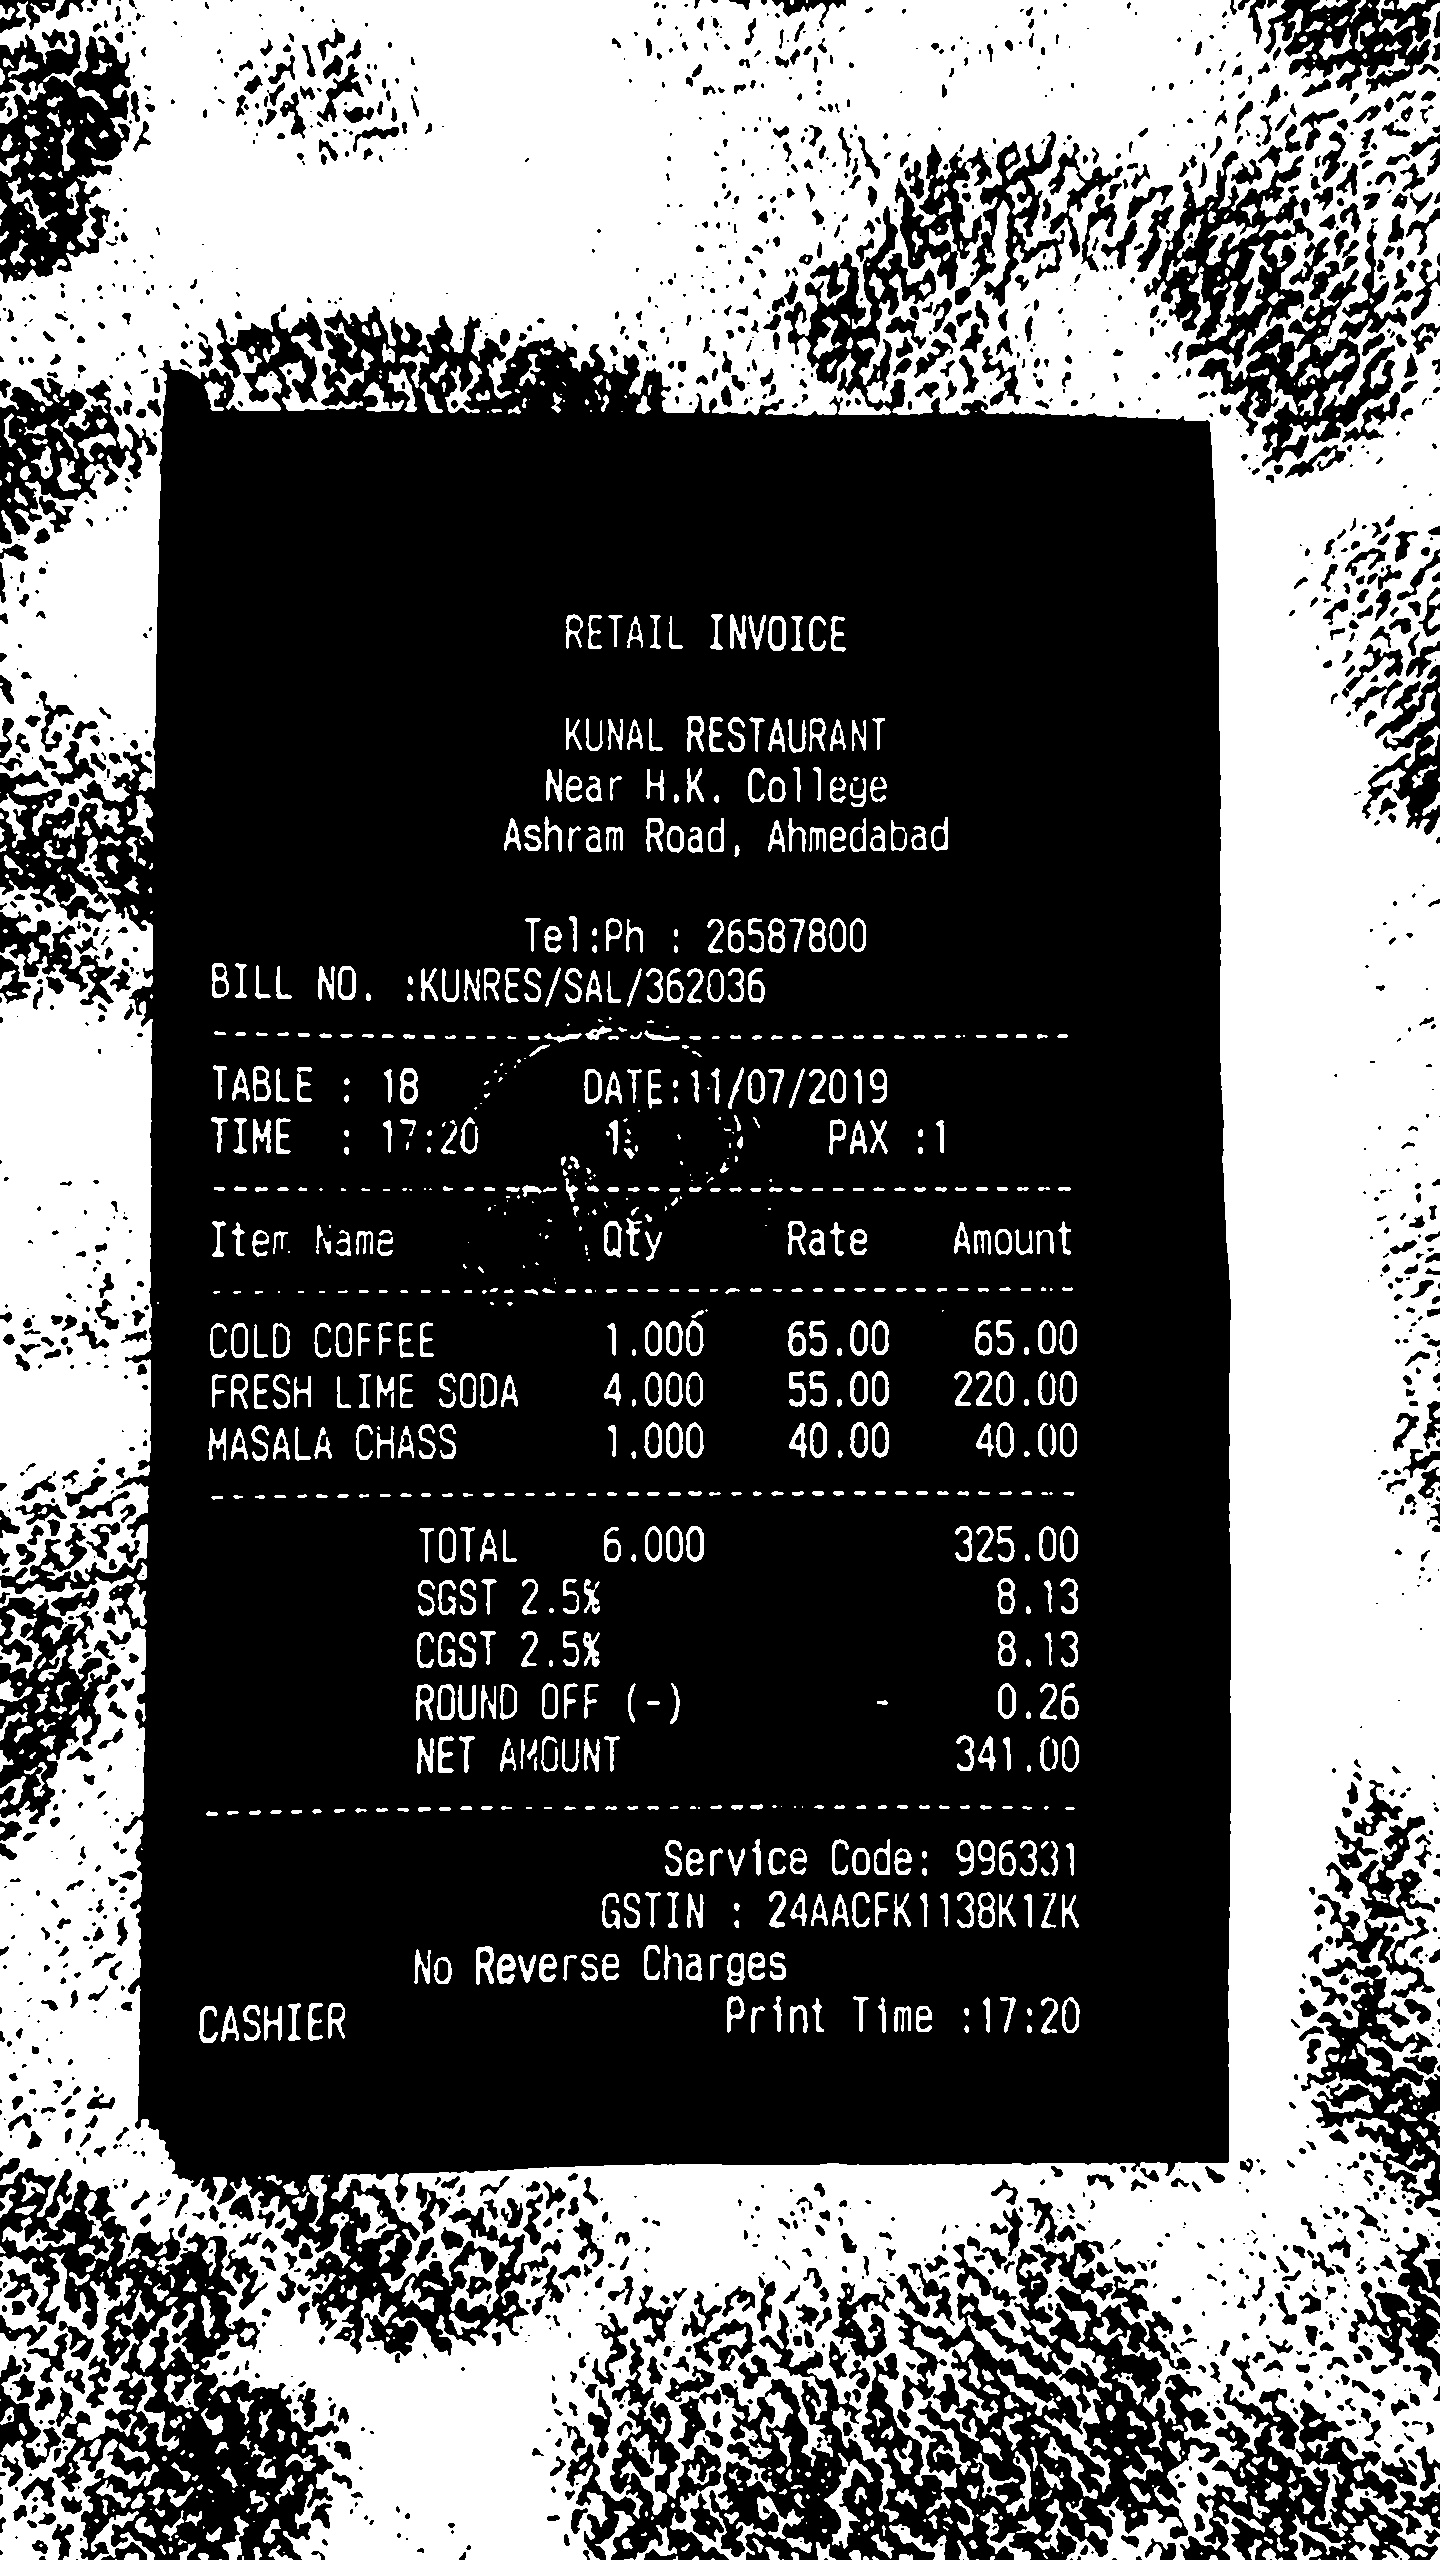 RETAIL INVOICE
KUNAL RESTAURANT
Near H.K. College
Ashram Road, Ahmedabad
Tel:Ph : 26587800
BILL NO. :KUNRES/SAL/362036
TABLE : 18 DATE:11/07/2019
TIME : 17:20 PAX :1
Item Name Qty Rate Amount
COLD COFFEE 1.000 65.00 65.00
FRESH LIME SODA 4.000 55.00 220.00
MASALA CHASS 1.000 40.00 40.00
TOTAL 6.000 325.00
SGST 2.5% 8.13
CGST 2.5% 8.13
ROUND OFF (-) - 0.26
NET AMOUNT 341.00
Service Code: 996331
GSTIN : 24AACFK1138K1ZK
No Reverse Charges
CASHIER Print Time :17:20